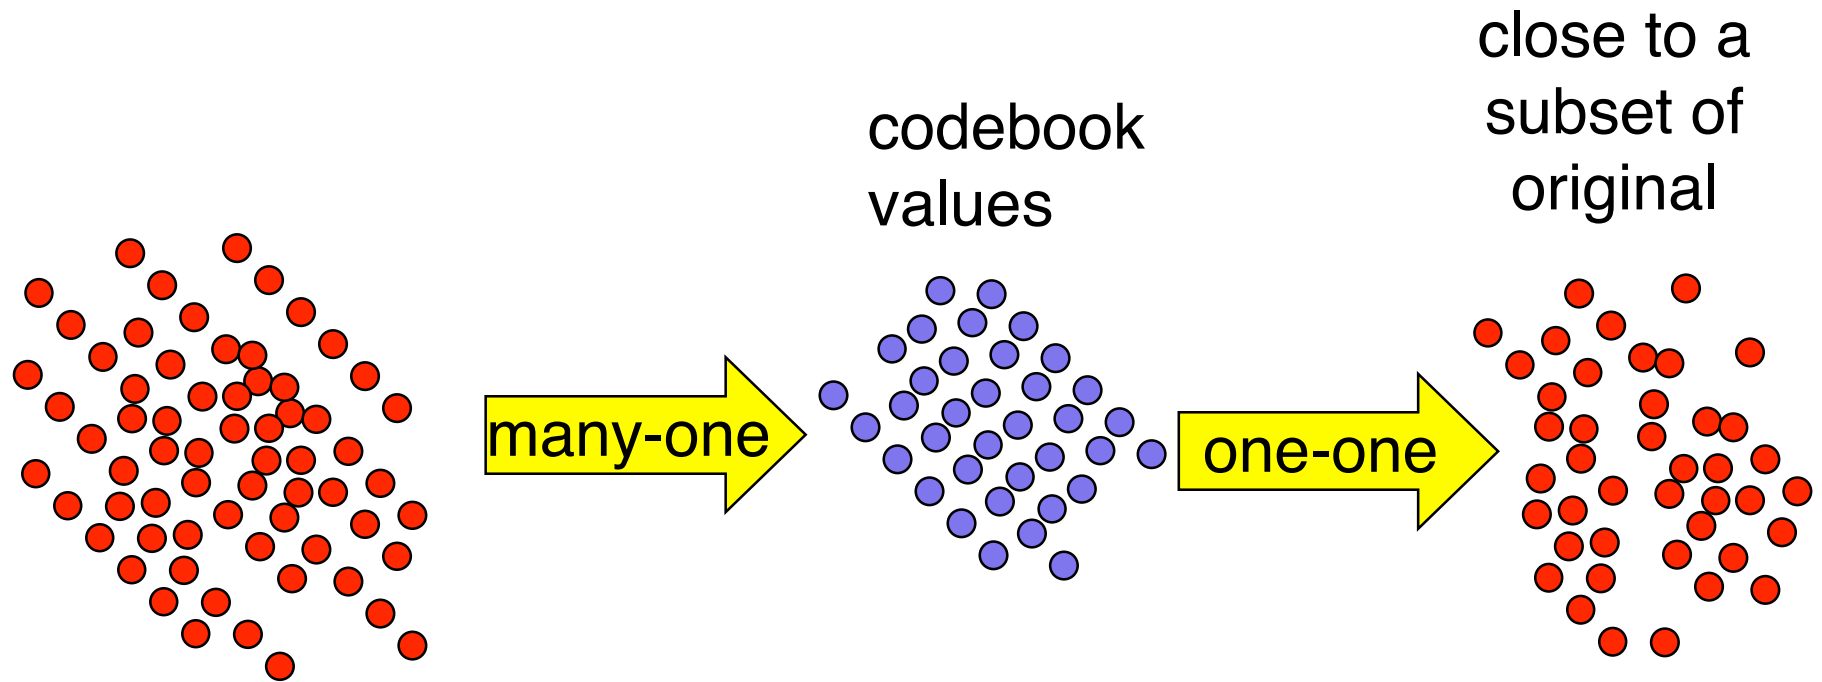 close to a
subset of
original
codebook
values
many-one
one-one